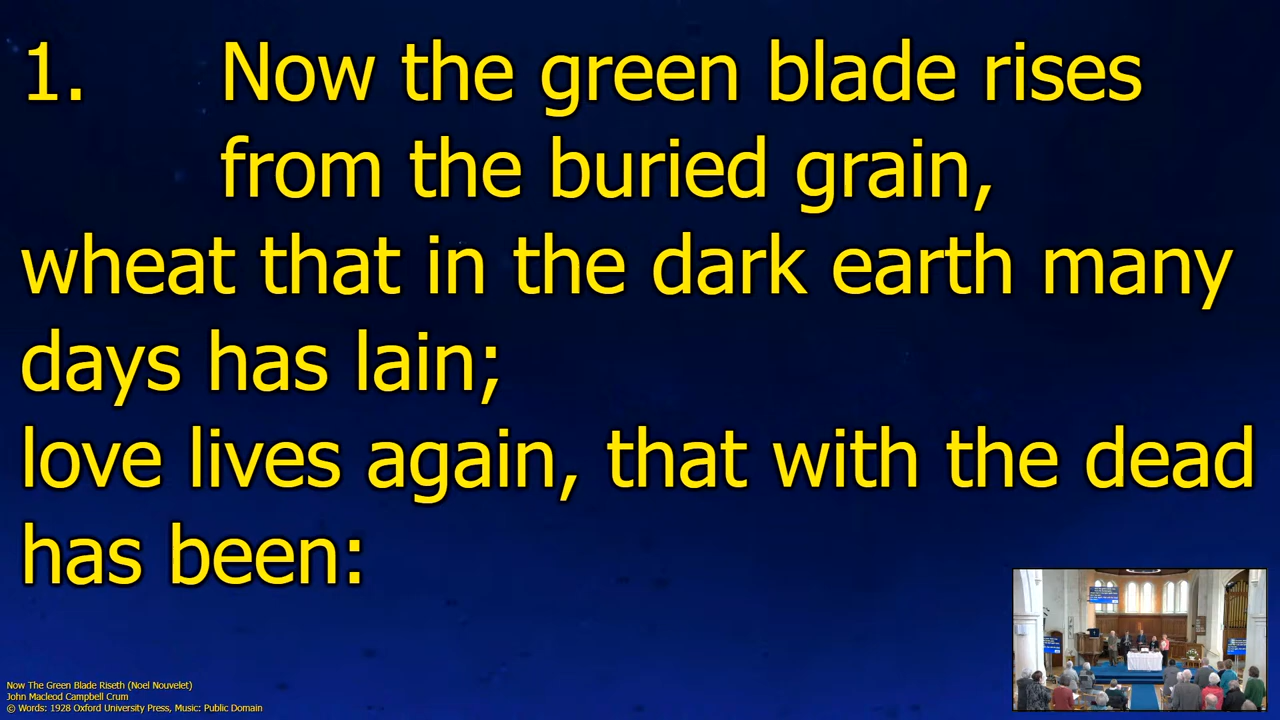 1. Now the green blade rises
from the buried grain,
wheat that in the dark earth many
days has lain;
love lives again, that with the dead
has been:
Now The Green Blade Riseth (Noel Nouvelet)
John Macleod Campbell Crum
© Words: 1928 Oxford University Press, Music: Public Domain